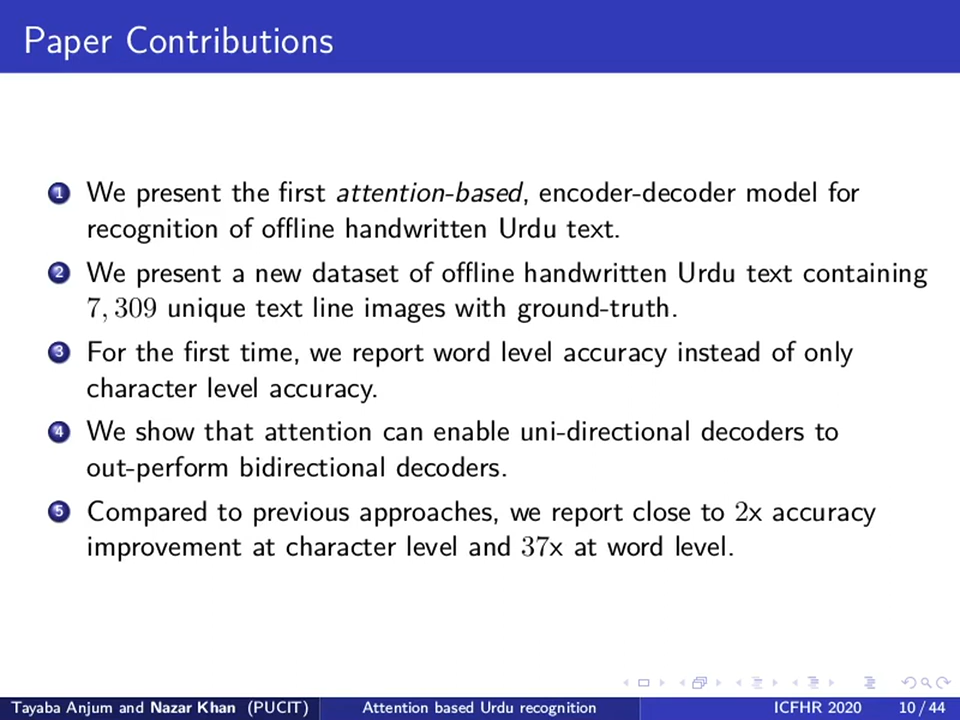 Paper Contributions
1 We present the first attention-based, encoder-decoder model for
recognition of offline handwritten Urdu text.
2 We present a new dataset of offline handwritten Urdu text containing
7, 309 unique text line images with ground-truth.
3 For the first time, we report word level accuracy instead of only
character level accuracy.
4 We show that attention can enable uni-directional decoders to
out-perform bidirectional decoders.
5 Compared to previous approaches, we report close to 2x accuracy
improvement at character level and 37x at word level.
Tayaba Anjum and Nazar Khan (PUCIT) Attention based Urdu recognition ICFHR 2020 10 / 44